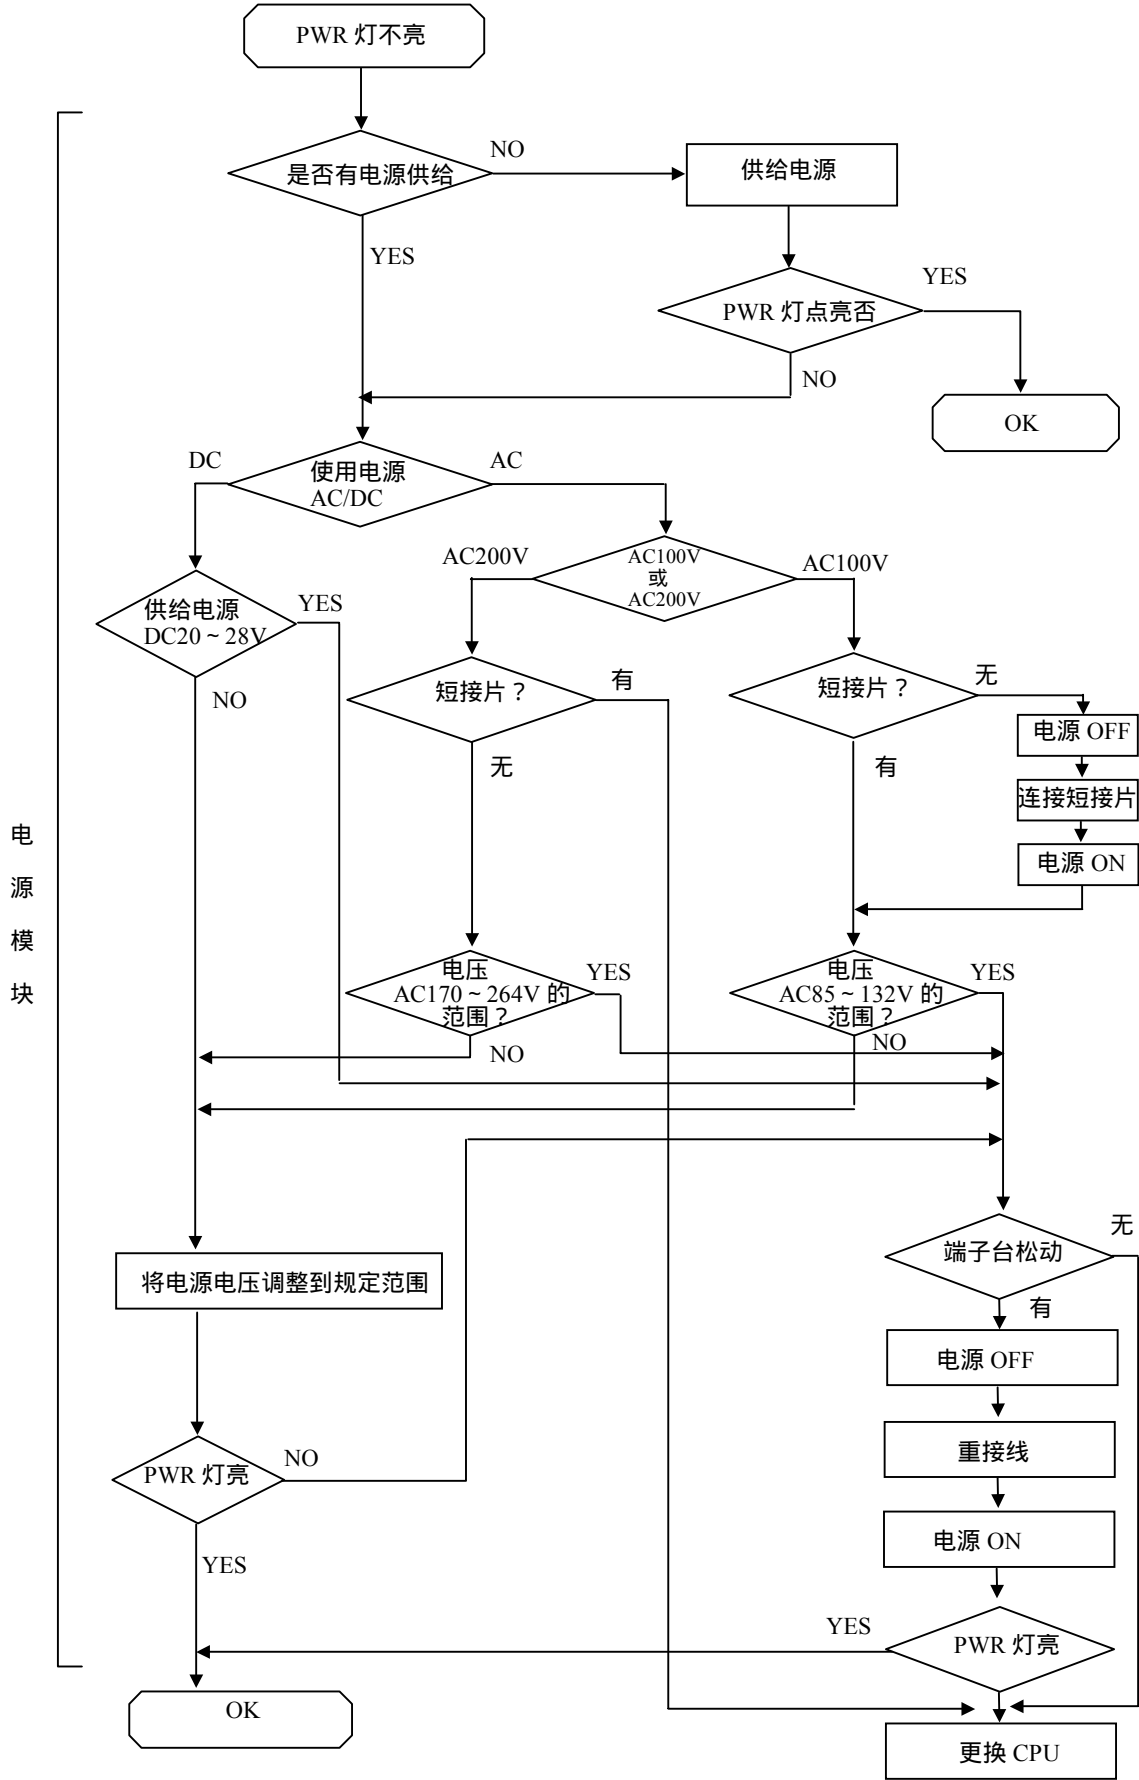 PWR 灯不亮
NO
是否有电源供给
供给电源
YES
YES
PWR 灯点亮否
NO
OK
DC
AC
使用电源
AC/DC
AC200V
AC100V
或
AC200V
AC100V
供给电源
DC20～28V
YES
NO
短接片？
有
无
短接片？
无
有
电源 OFF
连接短接片
电源 ON
电
源
模
块
电压
AC170～264V 的
范围？
YES
NO
电压
AC85～132V 的
范围？
YES
NO
端子台松动
无
有
将电源电压调整到规定范围
电源 OFF
重接线
PWR 灯亮
NO
电源 ON
YES
YES
PWR 灯亮
OK
更换 CPU